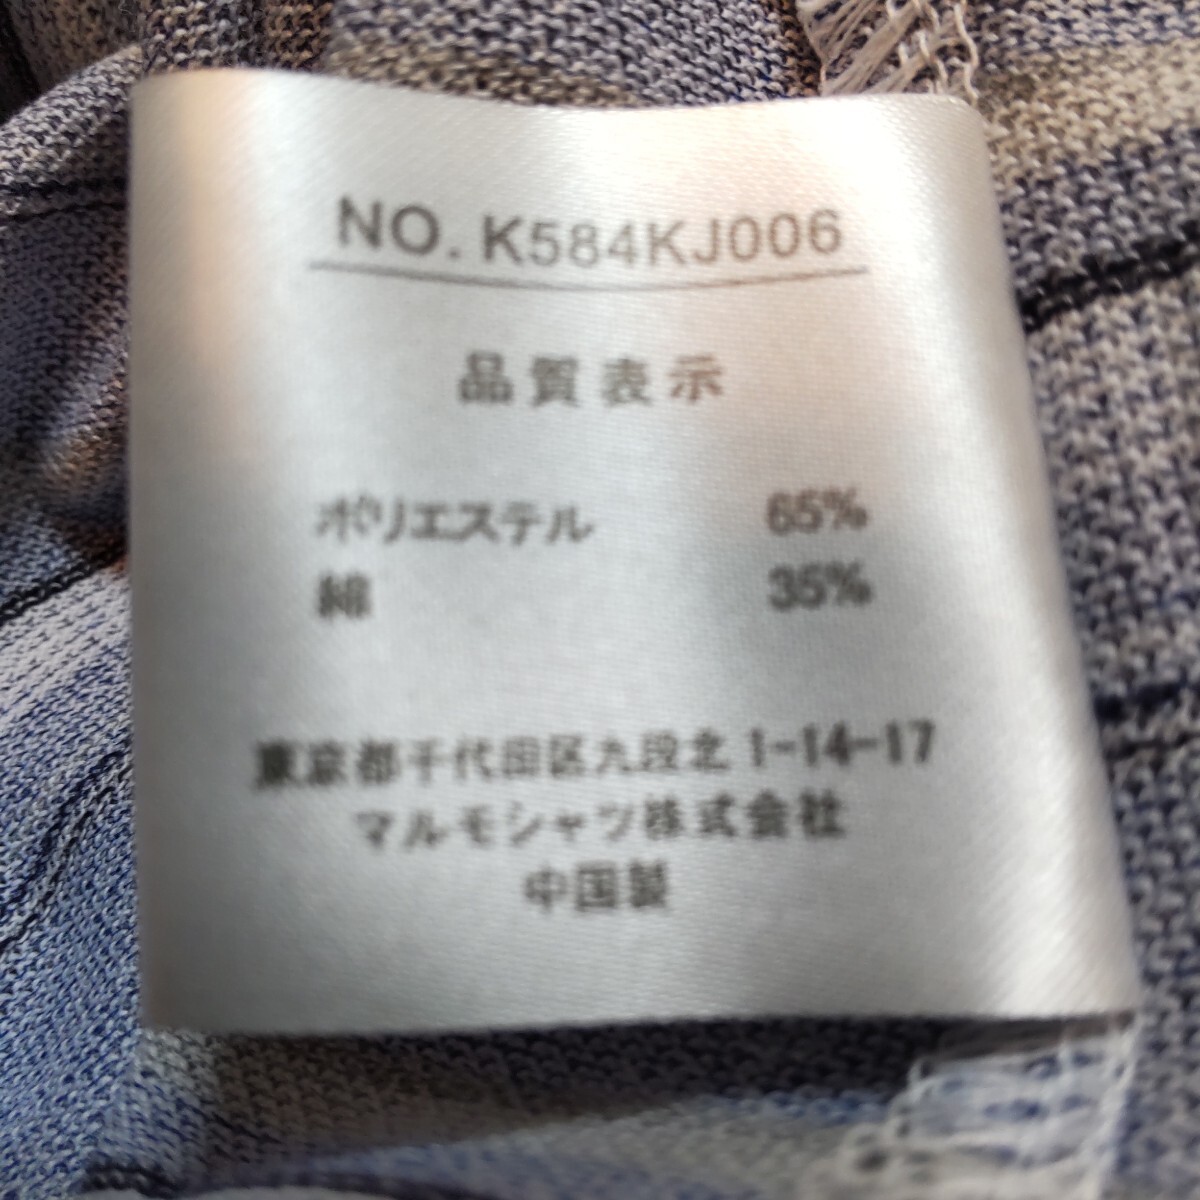 NO. K584KJ006
品質表示
ポリエステル 65%
綿 35%
東京都千代田区九段北1-14-17
マルモシャツ株式会社
中国製